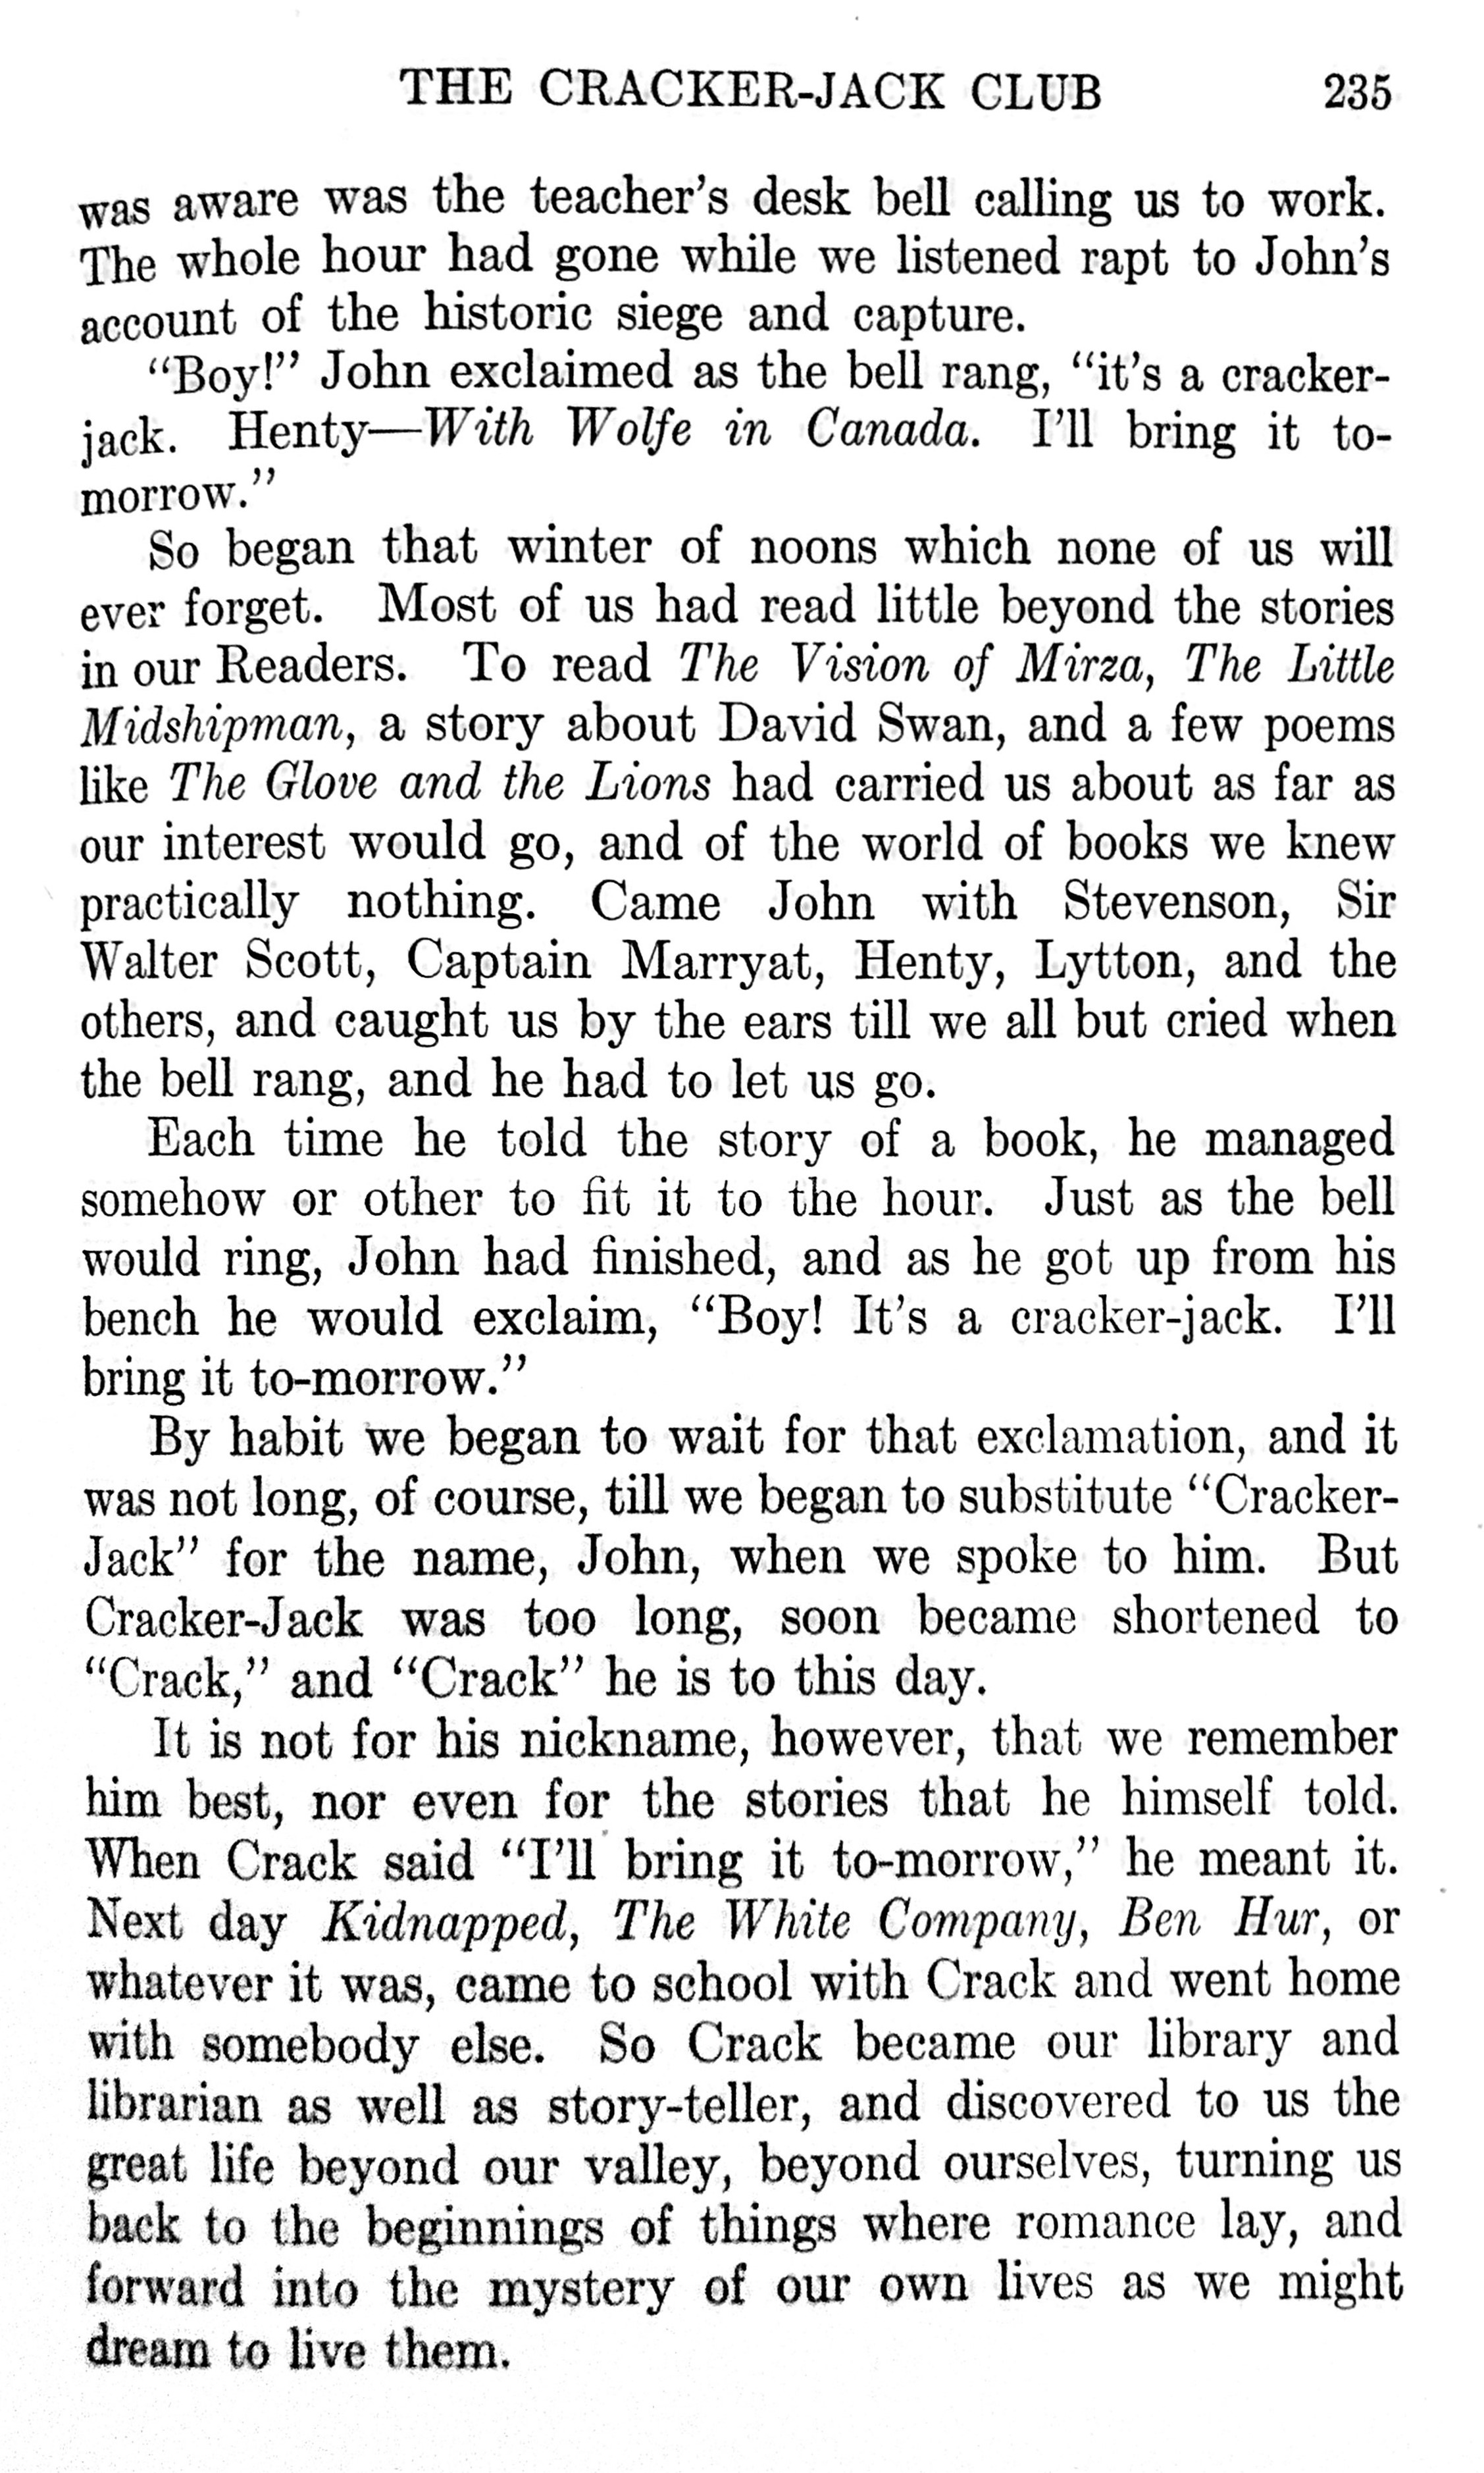 THE CRACKER-JACK CLUB 235
was aware was the teacher's desk bell calling us to work.
The whole hour had gone while we listened rapt to John's
account of the historic siege and capture.
“Boy!” John exclaimed as the bell rang, “it's a cracker-
jack. Henty—With Wolfe in Canada. I'll bring it to-
morrow.”
So began that winter of noons which none of us will
ever forget. Most of us had read little beyond the stories
in our Readers. To read The Vision of Mirza, The Little
Midshipman, a story about David Swan, and a few poems
like The Glove and the Lions had carried us about as far as
our interest would go, and of the world of books we knew
practically nothing. Came John with Stevenson, Sir
Walter Scott, Captain Marryat, Henty, Lytton, and the
others, and caught us by the ears till we all but cried when
the bell rang, and he had to let us go.
Each time he told the story of a book, he managed
somehow or other to fit it to the hour. Just as the bell
would ring, John had finished, and as he got up from his
bench he would exclaim, “Boy! It's a cracker-jack. I'll
bring it to-morrow.”
By habit we began to wait for that exclamation, and it
was not long, of course, till we began to substitute “Cracker-
Jack” for the name, John, when we spoke to him. But
Cracker-Jack was too long, soon became shortened to
“Crack,” and “Crack” he is to this day.
It is not for his nickname, however, that we remember
him best, nor even for the stories that he himself told.
When Crack said “I'll bring it to-morrow,” he meant it.
Next day Kidnapped, The White Company, Ben Hur, or
whatever it was, came to school with Crack and went home
with somebody else. So Crack became our library and
librarian as well as story-teller, and discovered to us the
great life beyond our valley, beyond ourselves, turning us
back to the beginnings of things where romance lay, and
forward into the mystery of our own lives as we might
dream to live them.